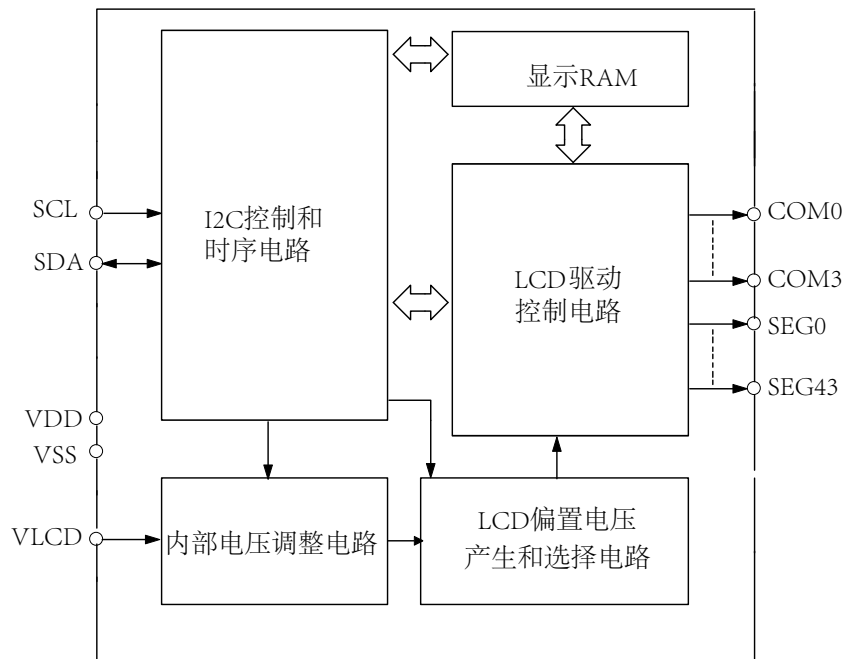 显示RAM
SCL
I2C控制和
时序电路
COM0
SDA
LCD驱动
控制电路
COM3
SEG0
SEG43
VDD
VSS
VLCD
内部电压调整电路
LCD偏置电压
产生和选择电路